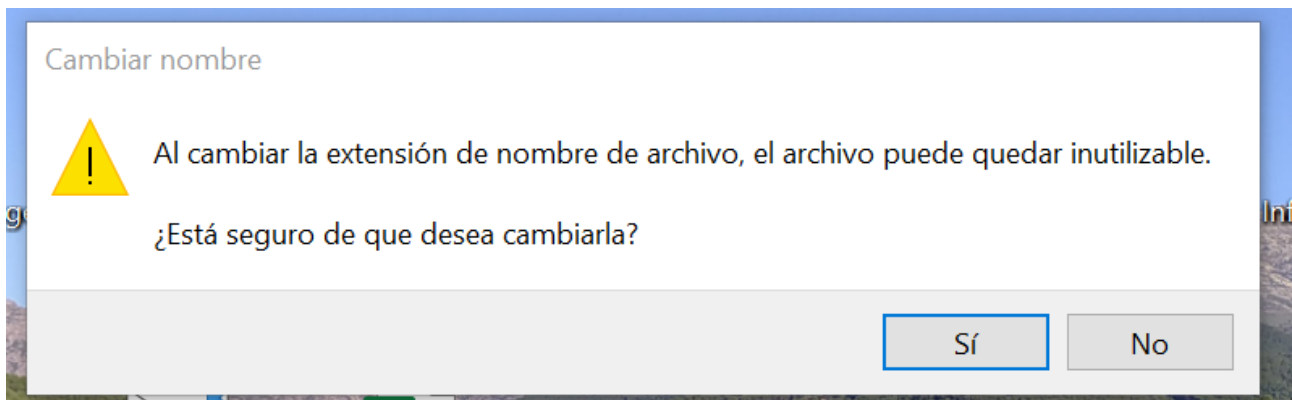 Cambiar nombre
!
Al cambiar la extensión de nombre de archivo, el archivo puede quedar inutilizable.
¿Está seguro de que desea cambiarla?
Sí No